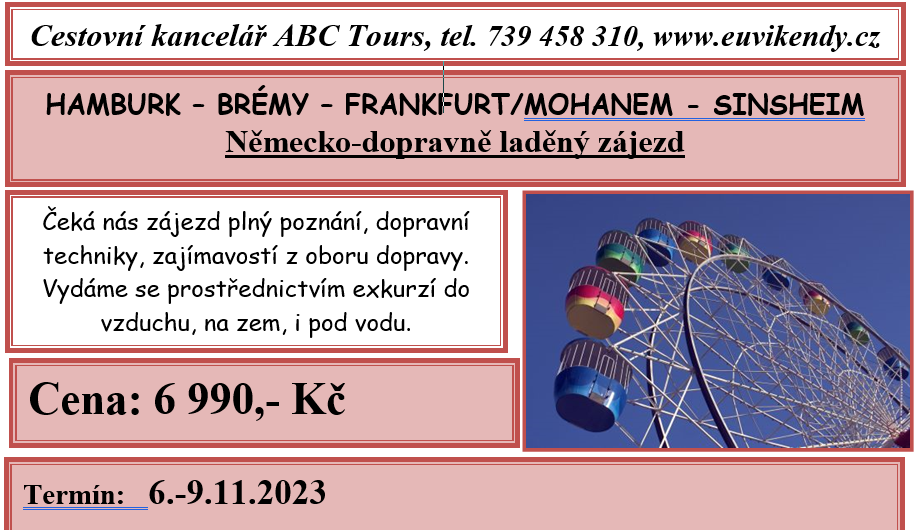 Cestovní kancelář ABC Tours, tel. 739 458 310, www.euvikendy.cz
HAMBURK – BRÉMY – FRANKFURT/MOHANEM - SINSHEIM
Německo-dopravně laděný zájezd
Čeká nás zájezd plný poznání, dopravní
techniky, zajímavostí z oboru dopravy.
Vydáme se prostřednictvím exkurzí do
vzduchu, na zem, i pod vodu.
Cena: 6 990,- Kč
Termín: 6.-9.11.2023